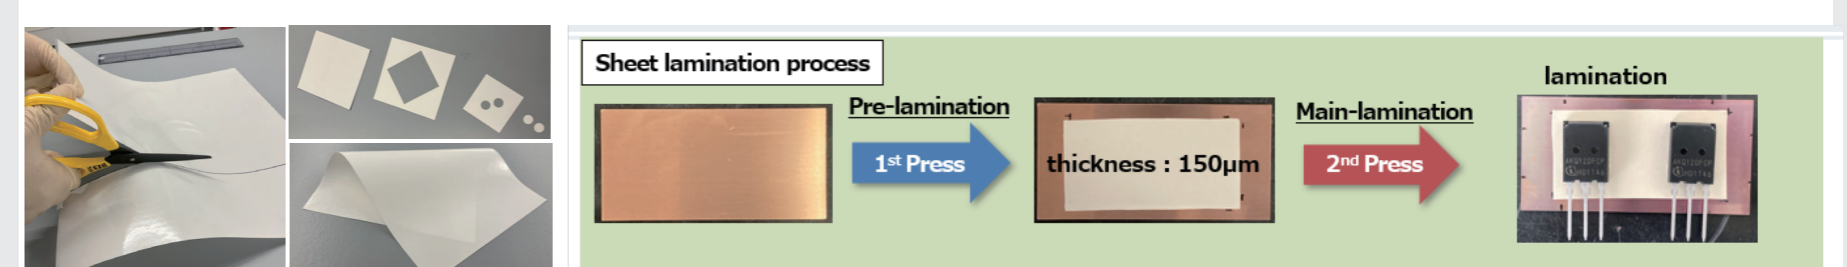 Sheet lamination process
Pre-lamination
1st Press
thickness : 150μm
Main-lamination
2nd Press
lamination